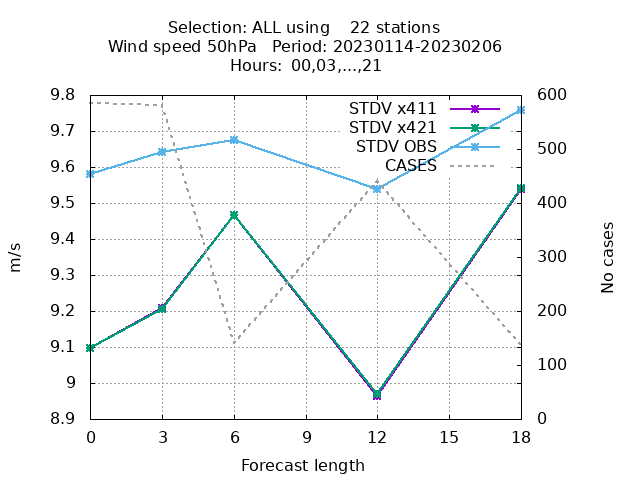 Selection: ALL using    22 stations
Wind speed 50hPa   Period: 20230114-20230206
Hours:  00,03,...,21
9.8
9.7
9.6
9.5
9.4
9.3
9.2
9.1
9
8.9
600
500
400
300
200
100
0
STDV x411
STDV x421
STDV OBS
CASES
m/s
No cases
0 3 6 9 12 15 18
Forecast length